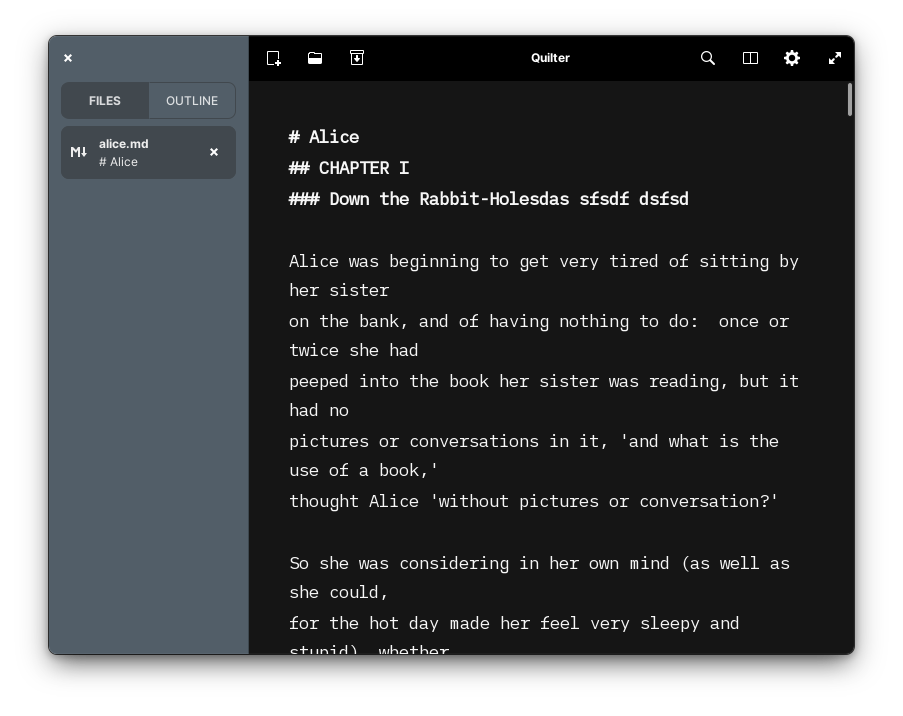 Quilter
FILES
OUTLINE
M↓
alice.md
# Alice
# Alice
## CHAPTER I
### Down the Rabbit-Holesdas sfsdf dsfsd
Alice was beginning to get very tired of sitting by
her sister
on the bank, and of having nothing to do:  once or
twice she had
peeped into the book her sister was reading, but it
had no
pictures or conversations in it, 'and what is the
use of a book,'
thought Alice 'without pictures or conversation?'
So she was considering in her own mind (as well as
she could,
for the hot day made her feel very sleepy and
stupid), whether